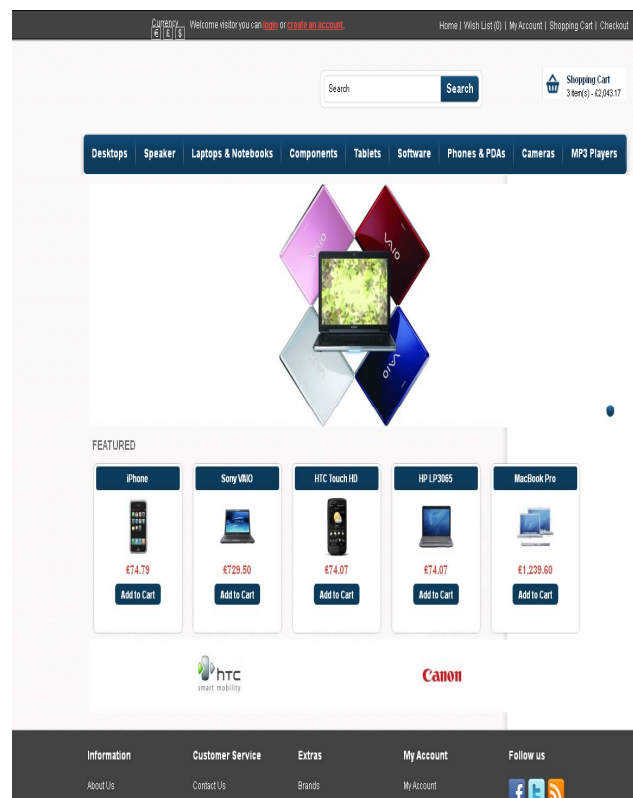 Currency
€ £ $
Welcome visitor you can login or create an account.
Home | Wish List (0) | My Account | Shopping Cart | Checkout
Search
Search
Shopping Cart
3 item(s) - £2,043.17
Desktops Speaker Laptops & Notebooks Components Tablets Software Phones & PDAs Cameras MP3 Players
VAIO
VAIO
VAIO
FEATURED
iPhone Sony VAIO HTC Touch HD HP LP3065 MacBook Pro
£74.79 £729.50 £74.07 £74.07 £1,239.60
Add to Cart Add to Cart Add to Cart Add to Cart Add to Cart
hTC
smart mobility
Canon
Information Customer Service Extras My Account Follow us
About Us Contact Us Brands My Account